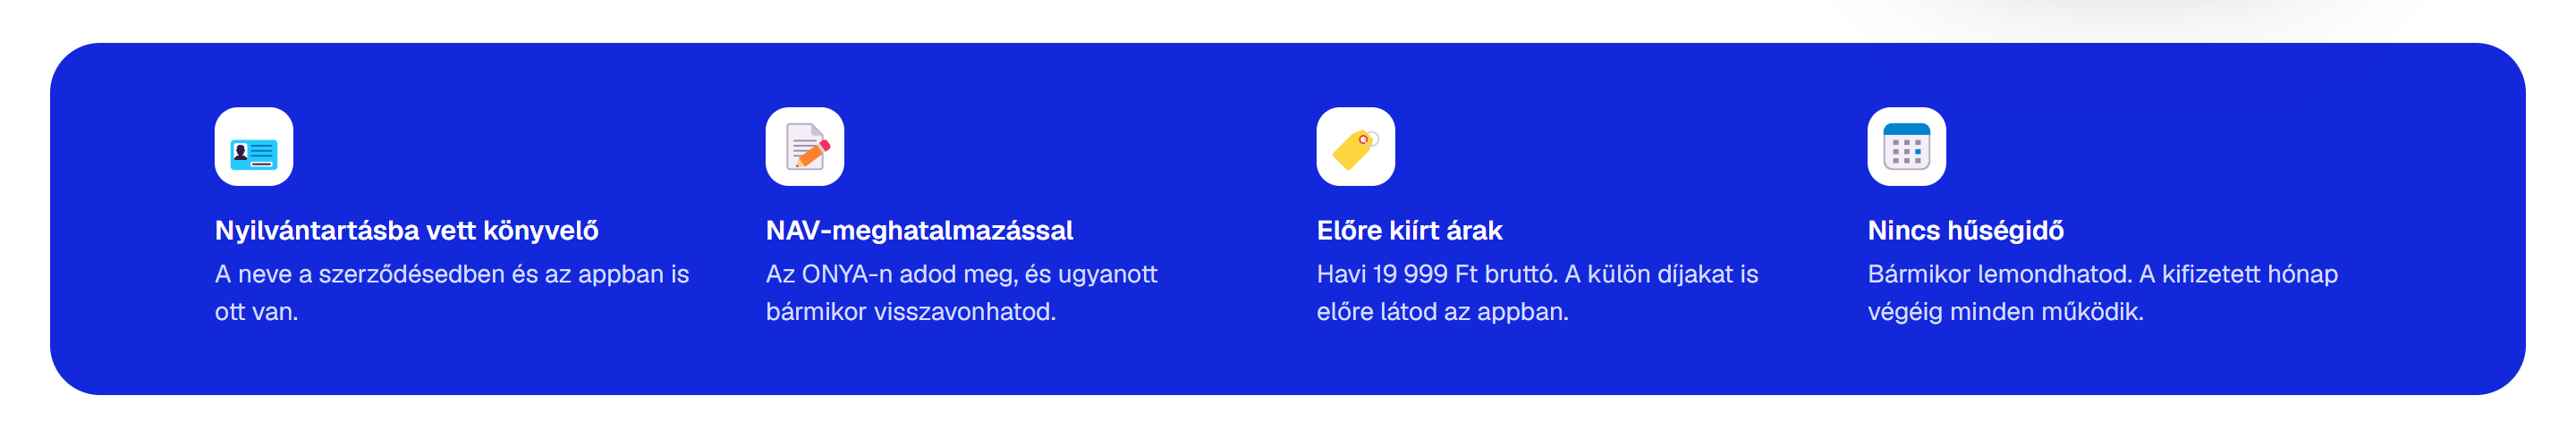 Nyilvántartásba vett könyvelő
A neve a szerződésedben és az appban is
ott van.
NAV-meghatalmazással
Az ONYA-n adod meg, és ugyanott
bármikor visszavonhatod.
Előre kiírt árak
Havi 19 999 Ft bruttó. A külön díjakat is
előre látod az appban.
Nincs hűségidő
Bármikor lemondhatod. A kifizetett hónap
végéig minden működik.